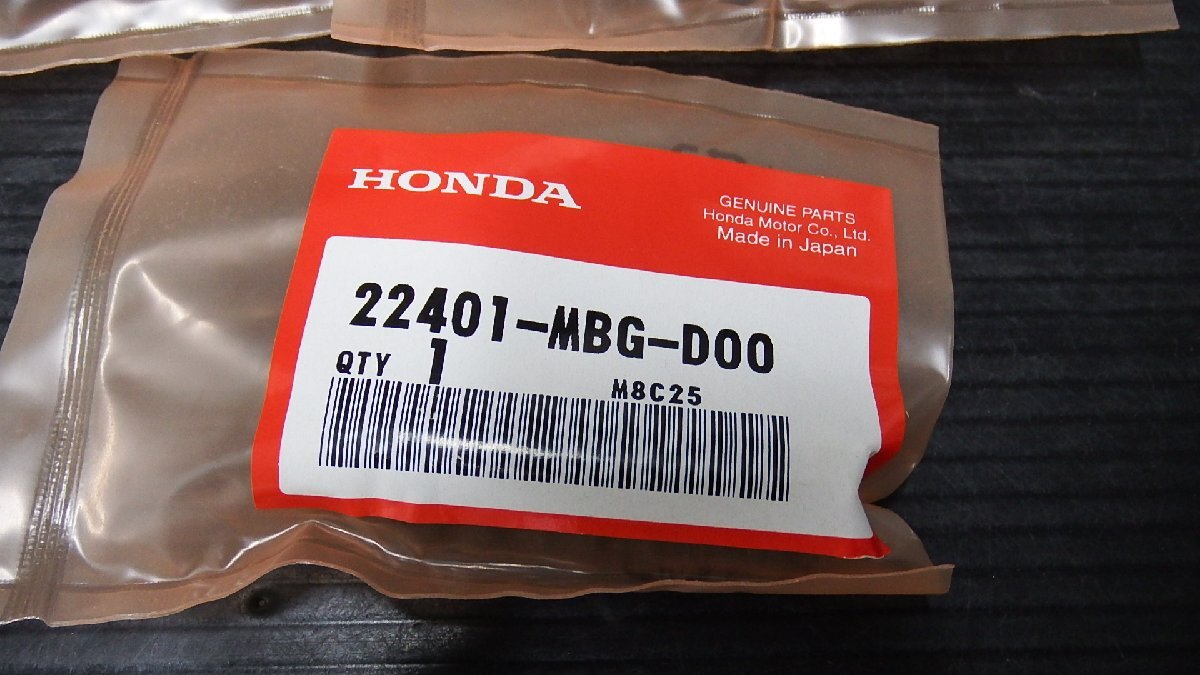 HONDA
GENUINE PARTS
Honda Motor Co., Ltd.
Made in Japan
22401-MBG-D00
QTY 1
M8C25